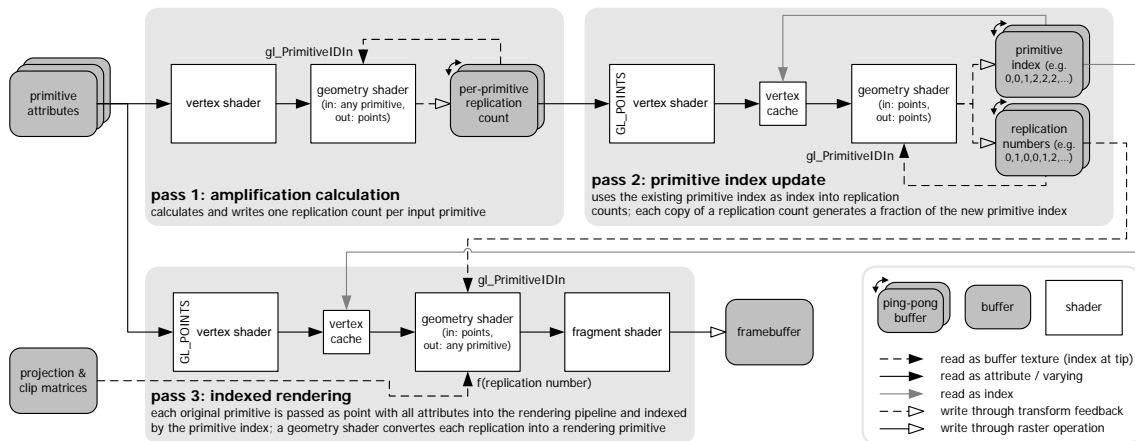 gl_PrimitiveIDIn
primitive
attributes
vertex shader
geometry shader
(in: any primitive,
out: points)
per-primitive
replication
count
pass 1: amplification calculation
calculates and writes one replication count per input primitive
GL_POINTS
vertex shader
vertex
cache
geometry shader
(in: points,
out: points)
primitive
index (e.g.
0,0,1,2,2,2,...)
replication
numbers (e.g.
0,1,0,0,1,2,...)
gl_PrimitiveIDIn
pass 2: primitive index update
uses the existing primitive index as index into replication
counts; each copy of a replication count generates a fraction of the new primitive index
gl_PrimitiveIDIn
GL_POINTS
vertex shader
vertex
cache
geometry shader
(in: points,
out: any primitive)
fragment shader
framebuffer
projection &
clip matrices
f(replication number)
pass 3: indexed rendering
each original primitive is passed as point with all attributes into the rendering pipeline and indexed
by the primitive index; a geometry shader convertes each replication into a rendering primitive
ping-pong
buffer
buffer
shader
read as buffer texture (index at tip)
read as attribute / varying
read as index
write through transform feedback
write through raster operation